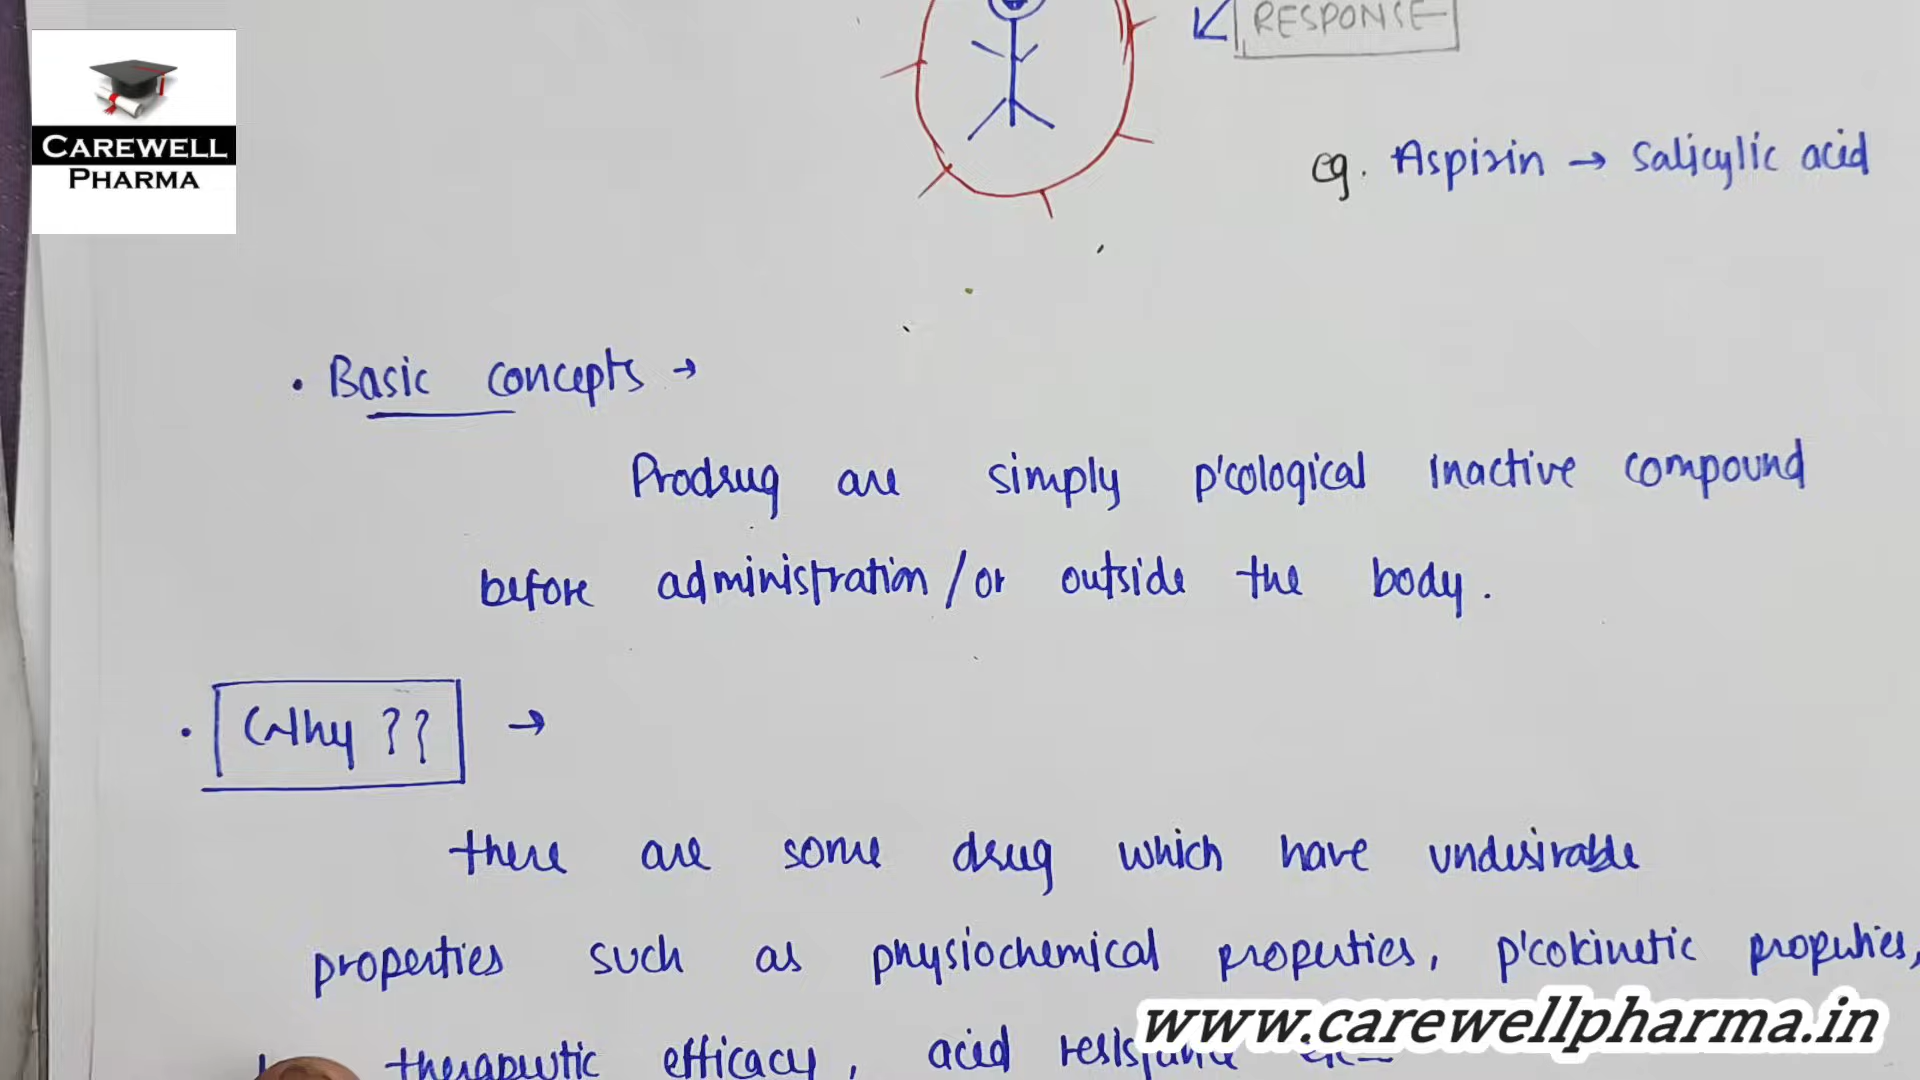 RESPONSE
CAREWELL
PHARMA
eg. Aspirin → Salicylic acid
• Basic concepts →
Prodrug are simply p'cological inactive compound
before administration/or outside the body.
• Why ?? →
there are some drug which have undesirable
properties such as physiochemical properties, p'cokinetic properties,
therapeutic efficacy, acid resistance etc
www.carewellpharma.in